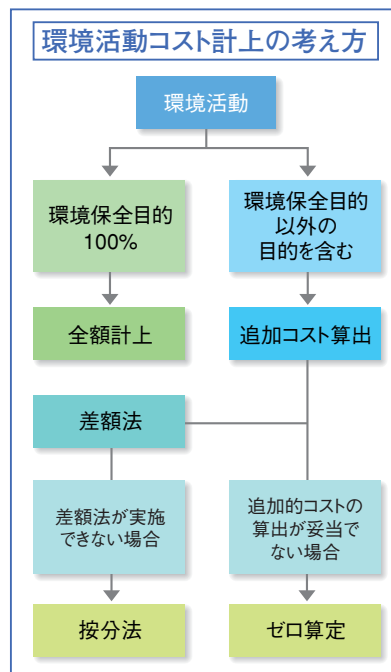 環境活動コスト計上の考え方
環境活動
環境保全目的
100%
環境保全目的
以外の
目的を含む
全額計上
追加コスト算出
差額法
差額法が実施
できない場合
追加的コストの
算出が妥当で
ない場合
按分法
ゼロ算定